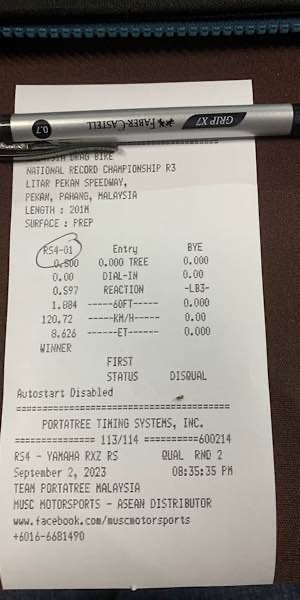 GRIP X7 FABER-CASTELL 0.7
DRAG BIKE
NATIONAL RECORD CHAMPIONSHIP R3
LITAR PEKAN SPEEDWAY,
PEKAN, PAHANG, MALAYSIA
LENGTH : 201M
SURFACE : PREP
RS4-01 Entry BYE
0.500 0.000 TREE 0.000
0.00 DIAL-IN 0.00
0.597 REACTION -LB3-
1.884 -----60FT----- 0.000
120.72 -----KM/H----- 0.00
8.626 ------ET------ 0.000
WINNER
FIRST
STATUS DISQUAL
Autostart Disabled
========================================
PORTATREE TIMING SYSTEMS, INC.
=============== 113/114 ==========600214
RS4 - YAMAHA RXZ RS QUAL RND 2
September 2, 2023 08:35:35 PM
TEAM PORTATREE MALAYSIA
MUSC MOTORSPORTS - ASEAN DISTRIBUTOR
www.facebook.com/muscmotorsports
+6016-6681490